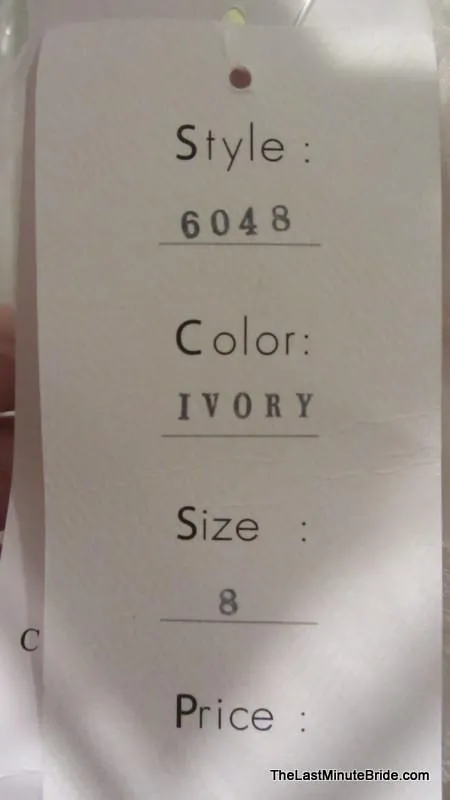 Style :
6048
Color:
IVORY
Size :
8
C
Price :
TheLastMinuteBride.com